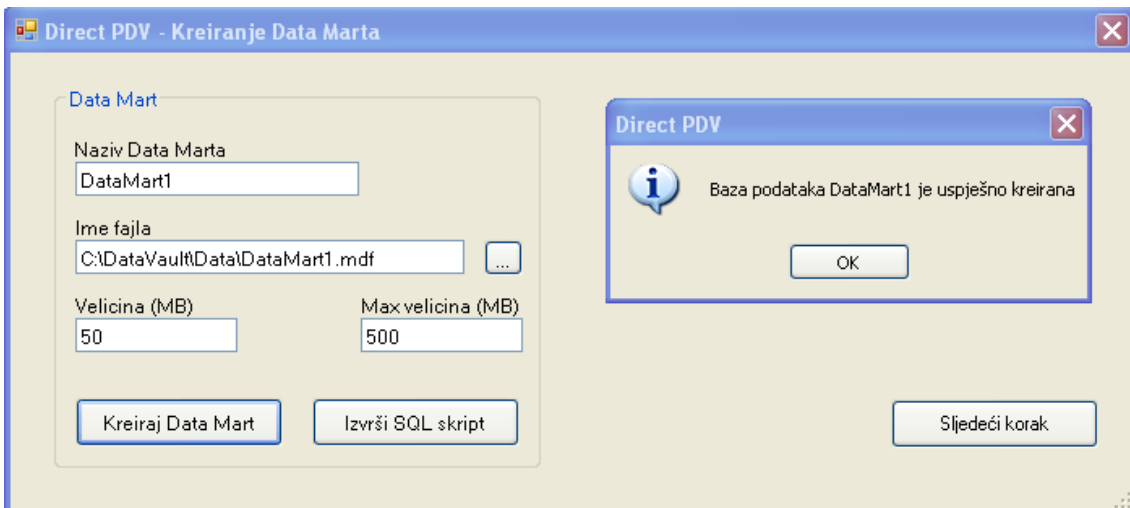 Direct PDV - Kreiranje Data Marta
Data Mart
Naziv Data Marta
DataMart1
Ime fajla
C:\DataVault\Data\DataMart1.mdf
...
Velicina (MB)
Max velicina (MB)
50
500
Kreiraj Data Mart
Izvrši SQL skript
Direct PDV
Baza podataka DataMart1 je uspješno kreirana
OK
Sljedeći korak